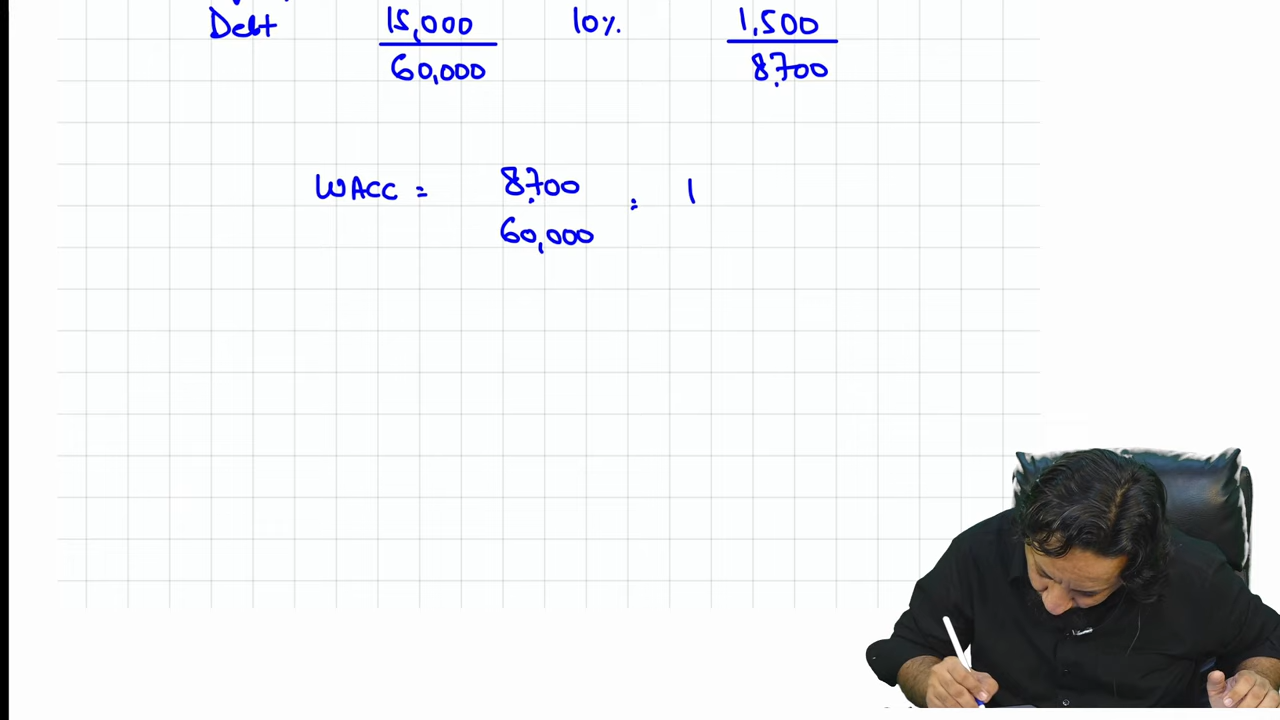 Debt 15,000 10% 1,500
60,000 8,700
WACC = 8,700 = 1
60,000